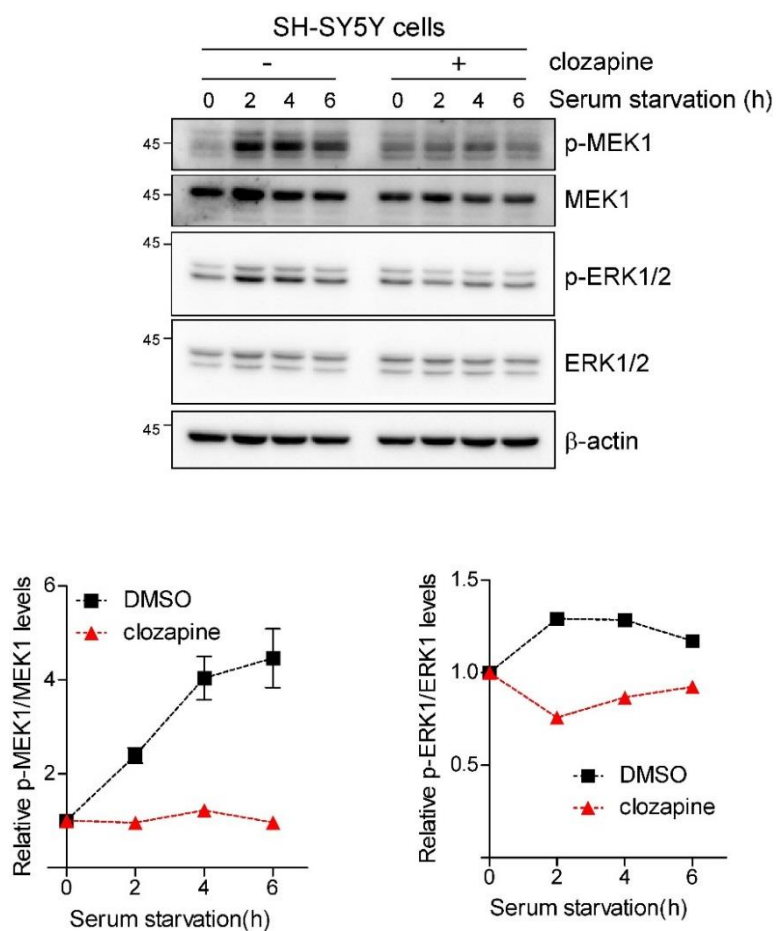 SH-SY5Y cells
- + clozapine
0 2 4 6 0 2 4 6 Serum starvation (h)
45 p-MEK1
45 MEK1
45
p-ERK1/2
45
ERK1/2
45
β-actin
Relative p-MEK1/MEK1 levels
6
4
2
DMSO
clozapine
0 2 4 6
Serum starvation(h)
Relative p-ERK1/ERK1 levels
1.5
1.0
0.5
DMSO
clozapine
0 2 4 6
Serum starvation(h)